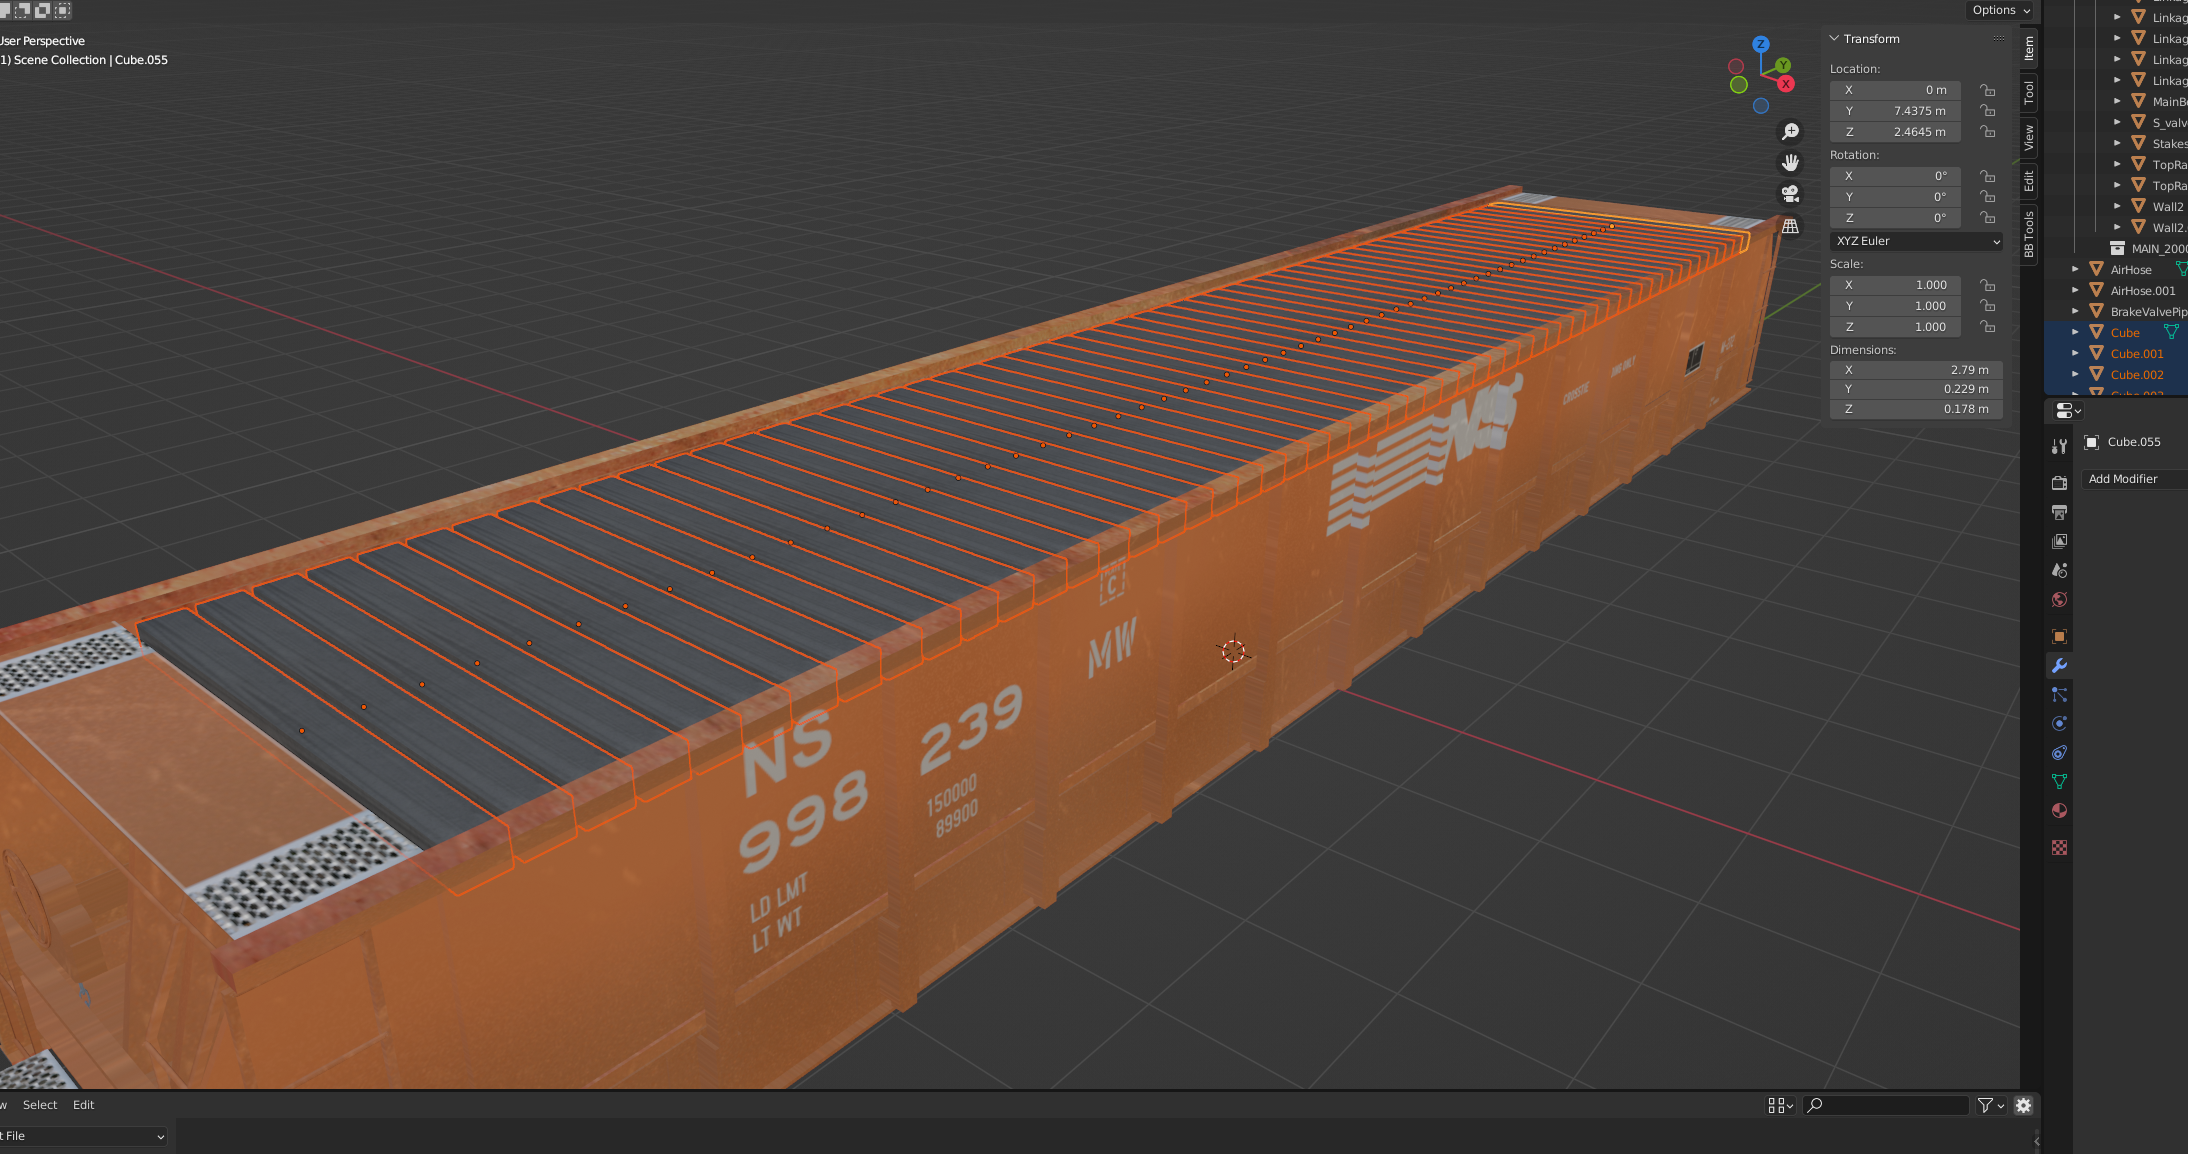 Options
User Perspective
1) Scene Collection | Cube.055
Transform
Location:
X 0 m
Y 7.4375 m
Z 2.4645 m
Rotation:
X 0°
Y 0°
Z 0°
XYZ Euler
Scale:
X 1.000
Y 1.000
Z 1.000
Dimensions:
X 2.79 m
Y 0.229 m
Z 0.178 m
Item
Tool
View
Edit
BB Tools
Z
Y
X
Linkag
Linkag
Linkag
Linkag
MainB
S_valv
Stakes
TopRa
TopRa
Wall2
Wall2.
MAIN_2000
AirHose
AirHose.001
BrakeValvePip
Cube
Cube.001
Cube.002
Cube.055
Add Modifier
NS
C
MW
NS
998 239
150000
89900
LD LMT
LT WT
Select Edit
t File